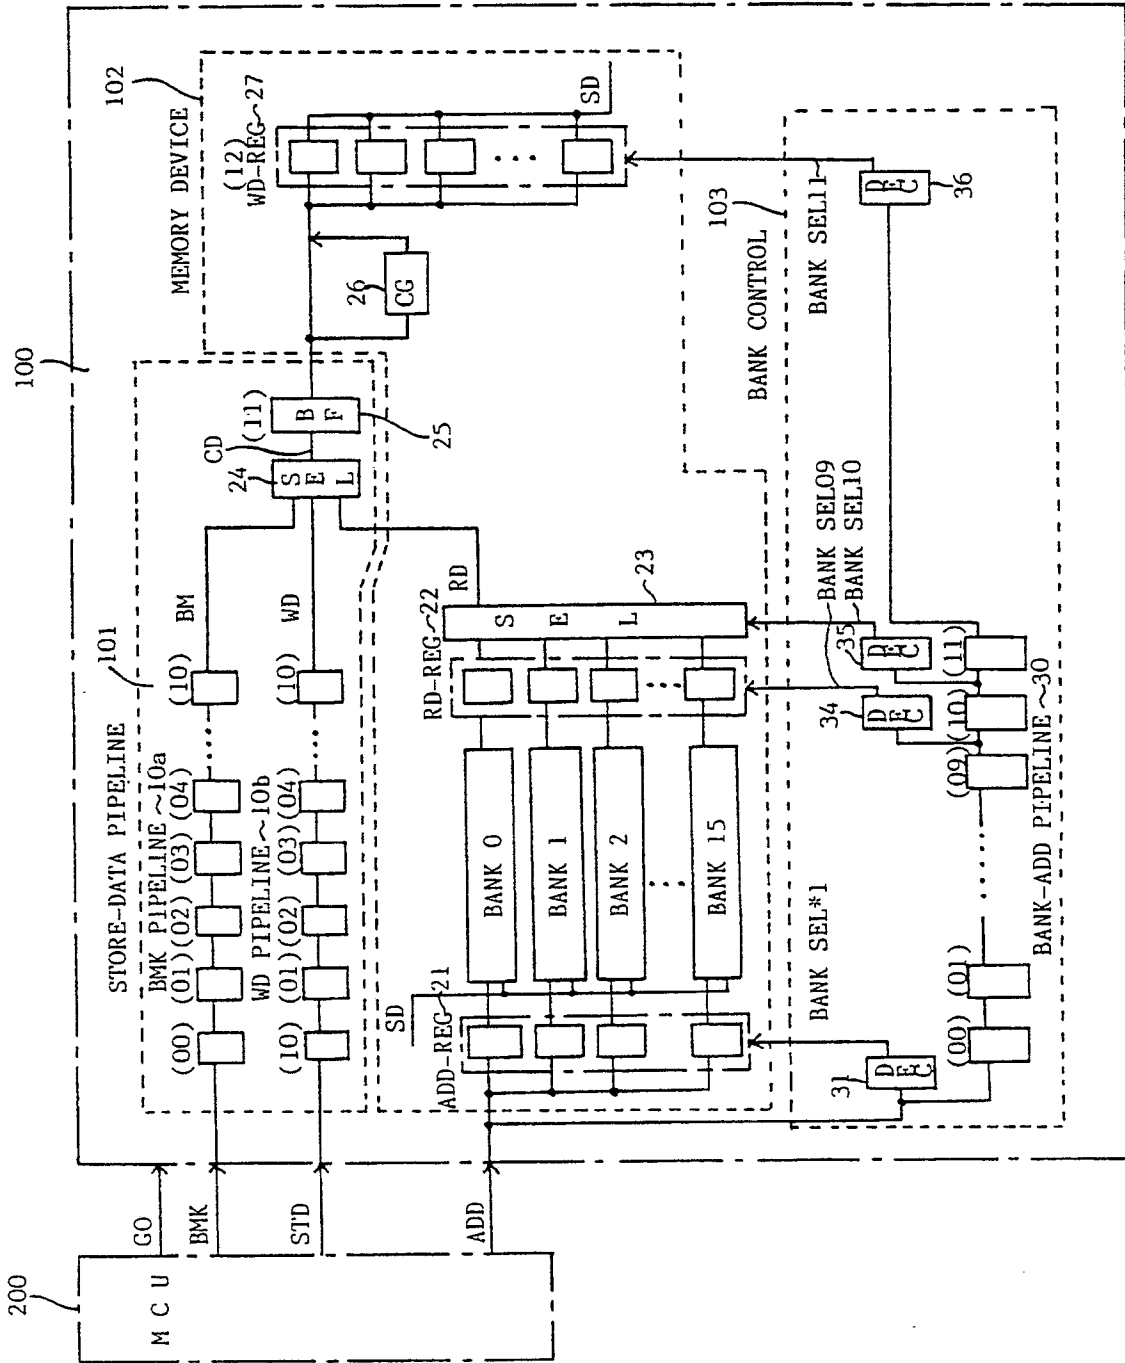 200
M C U
GO
BMK
STD
ADD
100
STORE-DATA PIPELINE
101
BMK PIPELINE~10a
(00)
(01)
(02)
(03)
(04)
(10)
BM
WD PIPELINE~10b
(10)
(01)
(02)
(03)
(04)
(10)
WD
24
SEL
CD
(11)
BF
25
MEMORY DEVICE
102
26
CG
(12)
WD-REG~27
SD
SD
ADD-REG~21
BANK 0
BANK 1
BANK 2
BANK 15
RD-REG~22
SEL
23
RD
BANK CONTROL
103
BANK SEL*1
BANK SEL09
BANK SEL10
BANK SEL11
31
DEC
34
DEC
35
DEC
DEC
36
(00)
(01)
(09)
(10)
(11)
BANK-ADD PIPELINE~30